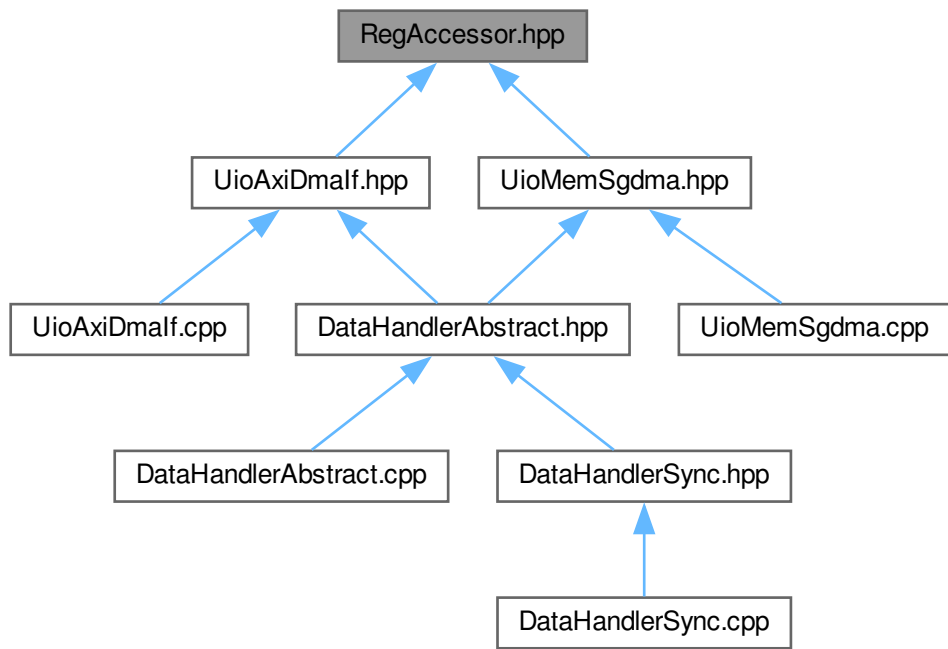 RegAccessor.hpp
UioAxiDmaIf.hpp
UioMemSgdma.hpp
UioAxiDmaIf.cpp
DataHandlerAbstract.hpp
UioMemSgdma.cpp
DataHandlerAbstract.cpp
DataHandlerSync.hpp
DataHandlerSync.cpp